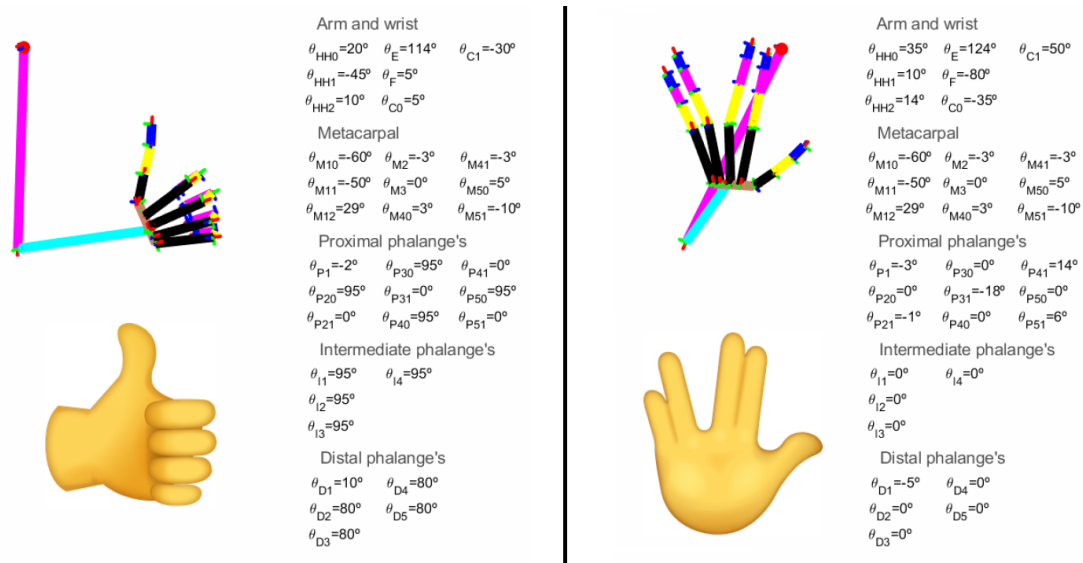 Arm and wrist
θHH0=20º θE=114º θC1=-30º
θHH1=-45º θF=5º
θHH2=10º θC0=5º
Metacarpal
θM10=-60º θM2=-3º θM41=-3º
θM11=-50º θM3=0º θM50=5º
θM12=29º θM40=3º θM51=-10º
Proximal phalange's
θP1=-2º θP30=95º θP41=0º
θP20=95º θP31=0º θP50=95º
θP21=0º θP40=95º θP51=0º
Intermediate phalange's
θI1=95º θI4=95º
θI2=95º
θI3=95º
Distal phalange's
θD1=10º θD4=80º
θD2=80º θD5=80º
θD3=80º
Arm and wrist
θHH0=35º θE=124º θC1=50º
θHH1=10º θF=-80º
θHH2=14º θC0=-35º
Metacarpal
θM10=-60º θM2=-3º θM41=-3º
θM11=-50º θM3=0º θM50=5º
θM12=29º θM40=3º θM51=-10º
Proximal phalange's
θP1=-3º θP30=0º θP41=14º
θP20=0º θP31=-18º θP50=0º
θP21=-1º θP40=0º θP51=6º
Intermediate phalange's
θI1=0º θI4=0º
θI2=0º
θI3=0º
Distal phalange's
θD1=-5º θD4=0º
θD2=0º θD5=0º
θD3=0º